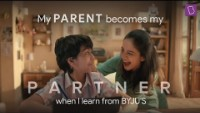 My PARENT becomes my
PARTNER
when I learn from BYJU'S